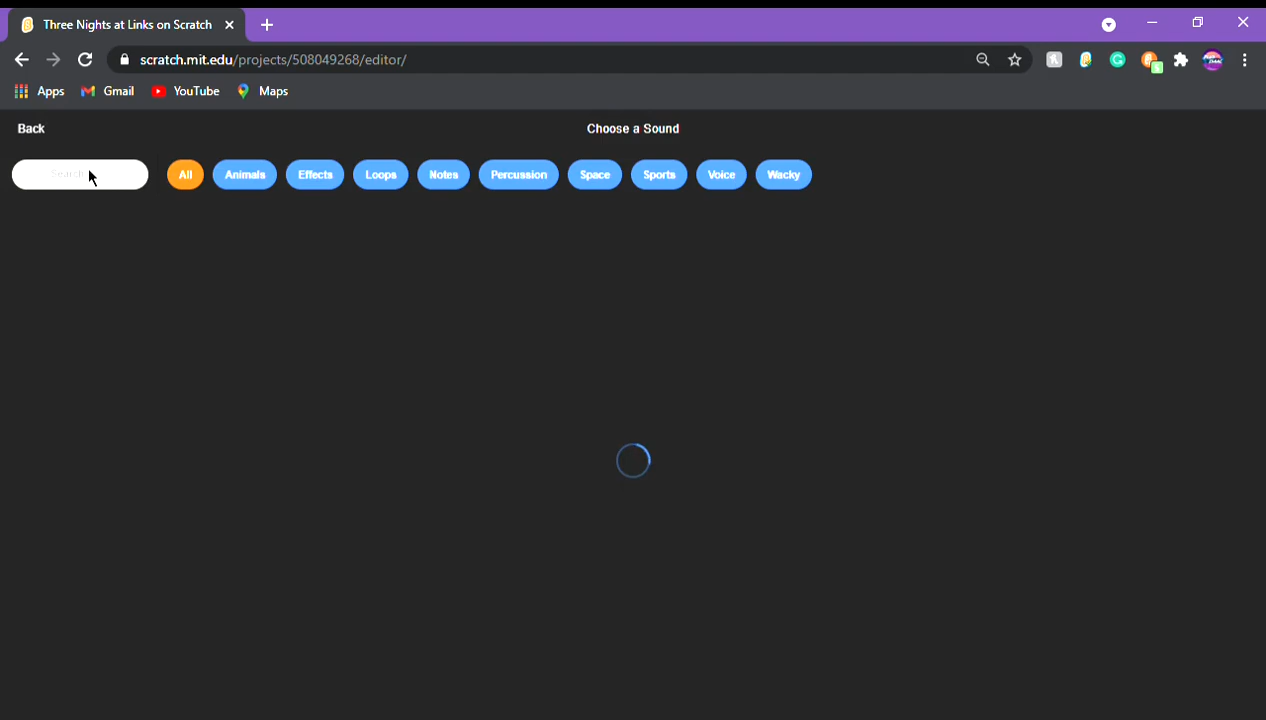 Three Nights at Links on Scratch
scratch.mit.edu/projects/508049268/editor/
Apps Gmail YouTube Maps
Back Choose a Sound
Search All Animals Effects Loops Notes Percussion Space Sports Voice Wacky